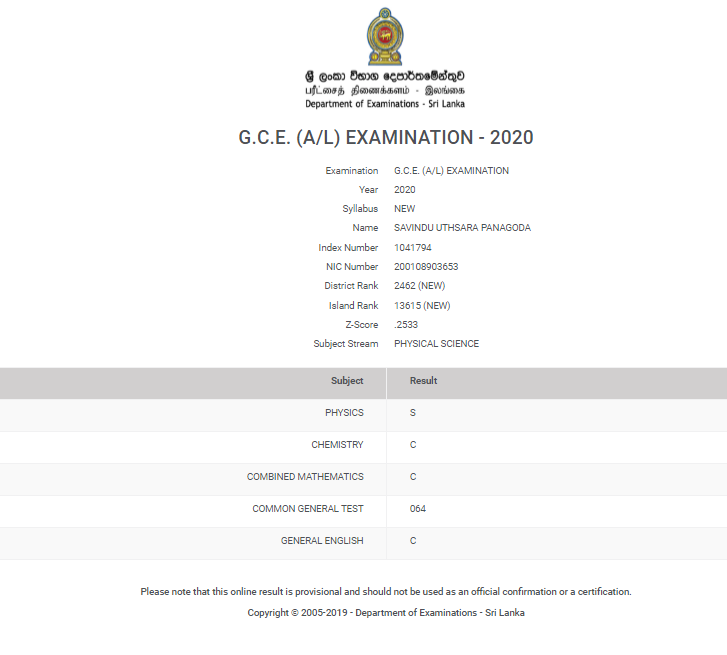 ශ්‍රී ලංකා විභාග දෙපාර්තමේන්තුව
பரீட்சைத் திணைக்களம் - இலங்கை
Department of Examinations - Sri Lanka
G.C.E. (A/L) EXAMINATION - 2020
Examination G.C.E. (A/L) EXAMINATION
Year 2020
Syllabus NEW
Name SAVINDU UTHSARA PANAGODA
Index Number 1041794
NIC Number 200108903653
District Rank 2462 (NEW)
Island Rank 13615 (NEW)
Z-Score .2533
Subject Stream PHYSICAL SCIENCE
Subject Result
PHYSICS S
CHEMISTRY C
COMBINED MATHEMATICS C
COMMON GENERAL TEST 064
GENERAL ENGLISH C
Please note that this online result is provisional and should not be used as an official confirmation or a certification.
Copyright © 2005-2019 - Department of Examinations - Sri Lanka